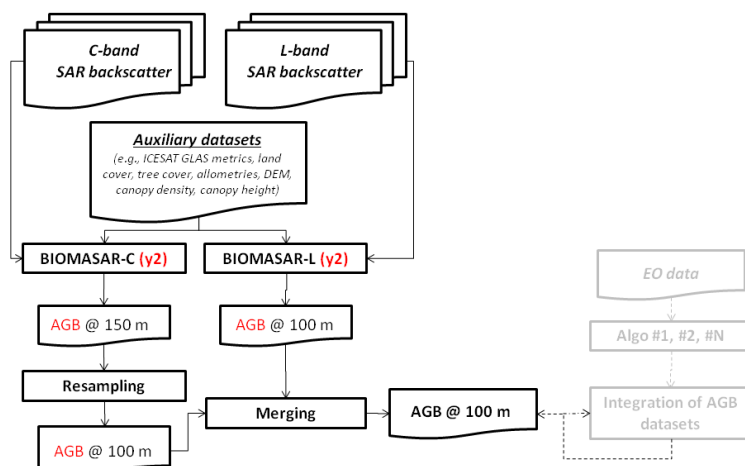 C-band
SAR backscatter
L-band
SAR backscatter
Auxiliary datasets
(e.g., ICESAT GLAS metrics, land
cover, tree cover, allometries, DEM,
canopy density, canopy height)
BIOMASAR-C (y2)
BIOMASAR-L (y2)
EO data
AGB @ 150 m
AGB @ 100 m
Algo #1, #2, #N
Resampling
Merging
AGB @ 100 m
Integration of AGB
datasets
AGB @ 100 m